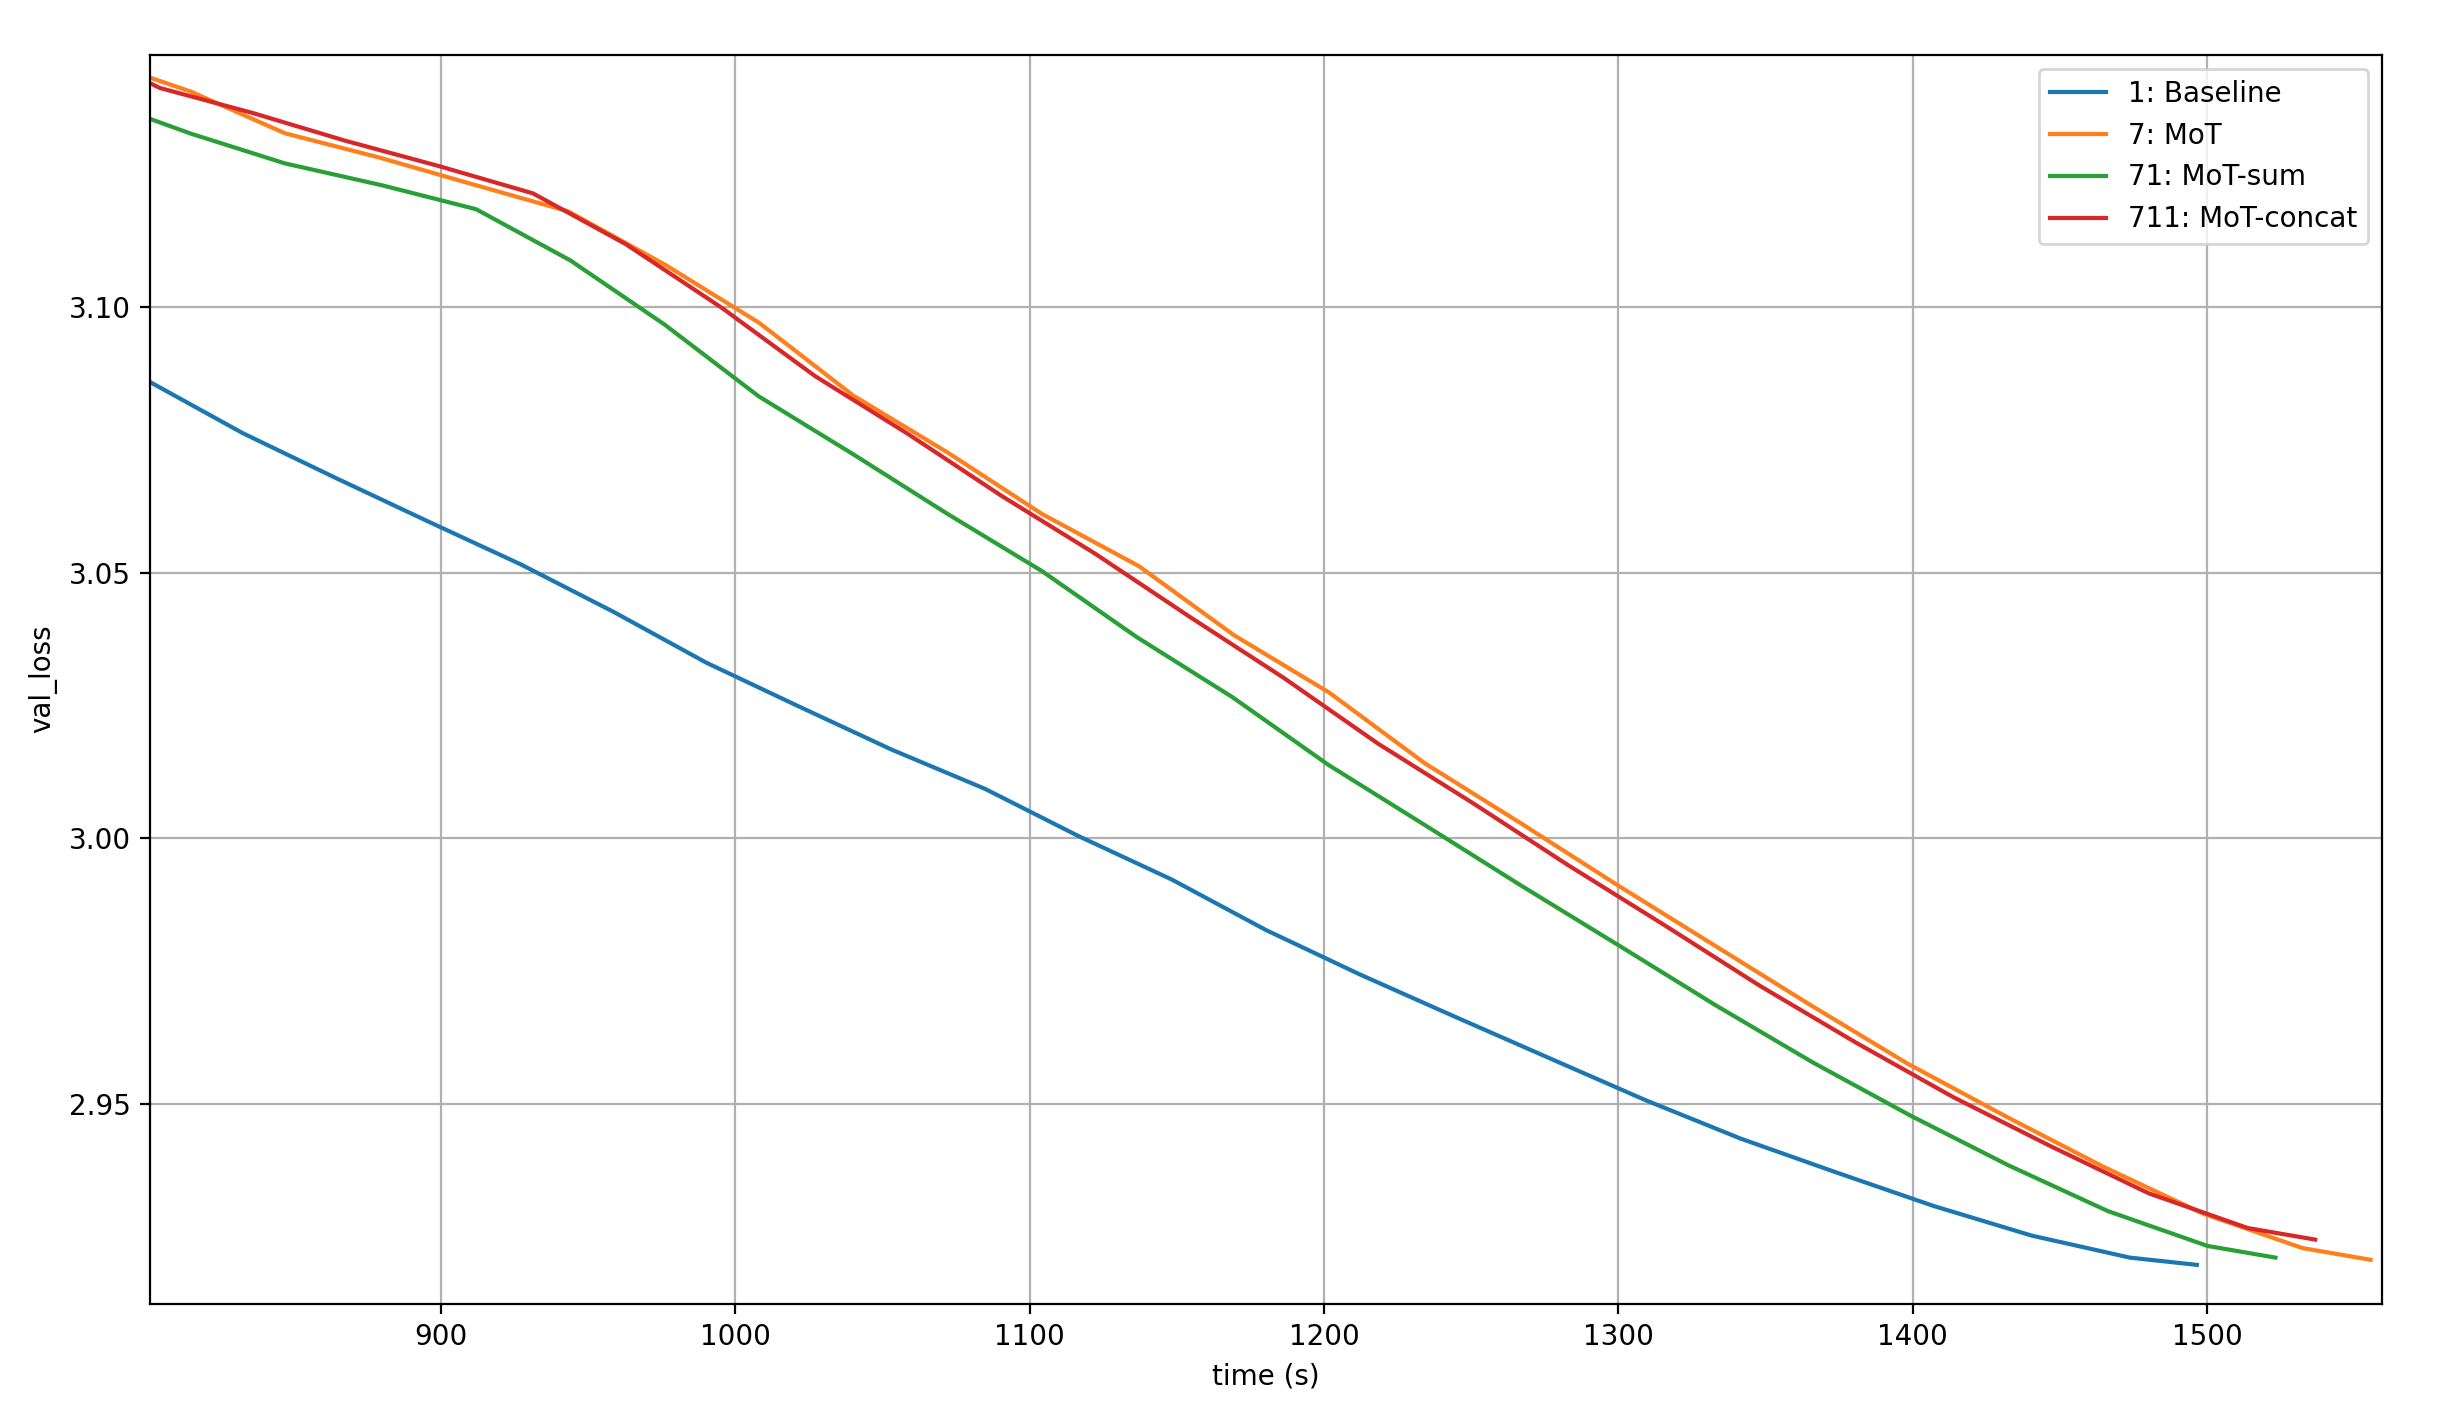 1: Baseline
7: MoT
71: MoT-sum
711: MoT-concat
3.10
3.05
3.00
2.95
val_loss
900 1000 1100 1200 1300 1400 1500
time (s)